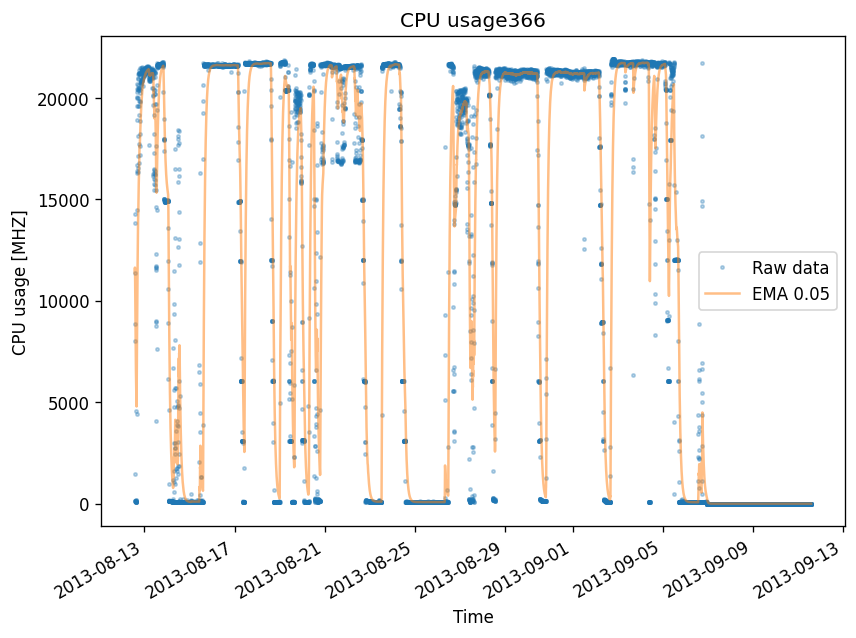 CPU usage366
CPU usage [MHZ]
20000
15000
10000
5000
0
Raw data
EMA 0.05
2013-08-13
2013-08-17
2013-08-21
2013-08-25
2013-08-29
2013-09-01
2013-09-05
2013-09-09
2013-09-13
Time